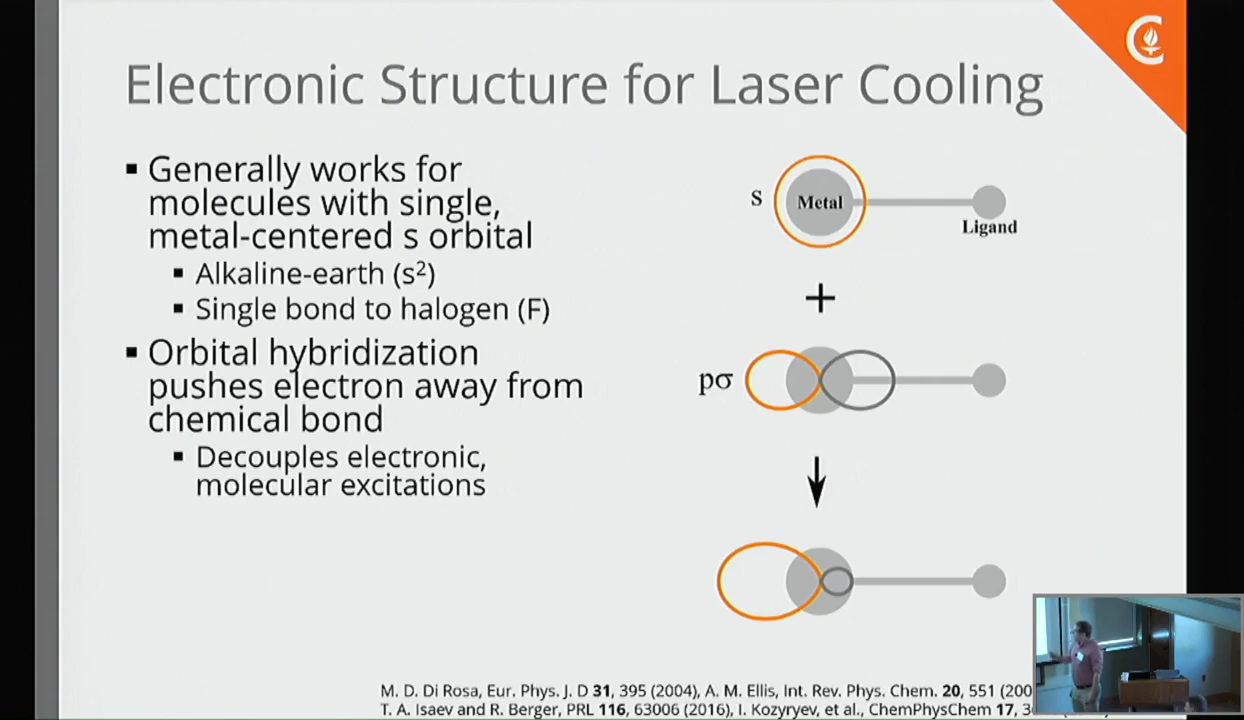 Electronic Structure for Laser Cooling
Generally works for
molecules with single,
metal-centered s orbital
Alkaline-earth (s²)
Single bond to halogen (F)
Orbital hybridization
pushes electron away from
chemical bond
Decouples electronic,
molecular excitations
S
Metal
Ligand
+
pσ
M. D. Di Rosa, Eur. Phys. J. D 31, 395 (2004), A. M. Ellis, Int. Rev. Phys. Chem. 20, 551 (200
T. A. Isaev and R. Berger, PRL 116, 63006 (2016), I. Kozyryev, et al., ChemPhysChem 17, 3